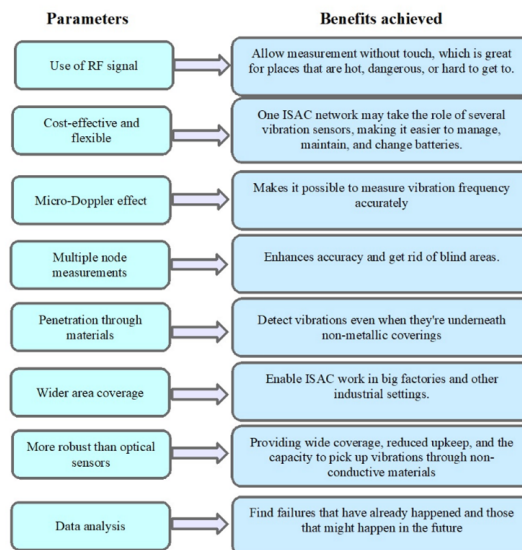 Parameters
Benefits achieved
Use of RF signal
Allow measurement without touch, which is great
for places that are hot, dangerous, or hard to get to.
Cost-effective and
flexible
One ISAC network may take the role of several
vibration sensors, making it easier to manage,
maintain, and change batteries.
Micro-Doppler effect
Makes it possible to measure vibration frequency
accurately
Multiple node
measurements
Enhances accuracy and get rid of blind areas.
Penetration through
materials
Detect vibrations even when they're underneath
non-metallic coverings
Wider area coverage
Enable ISAC work in big factories and other
industrial settings.
More robust than optical
sensors
Providing wide coverage, reduced upkeep, and the
capacity to pick up vibrations through non-
conductive materials
Data analysis
Find failures that have already happened and those
that might happen in the future